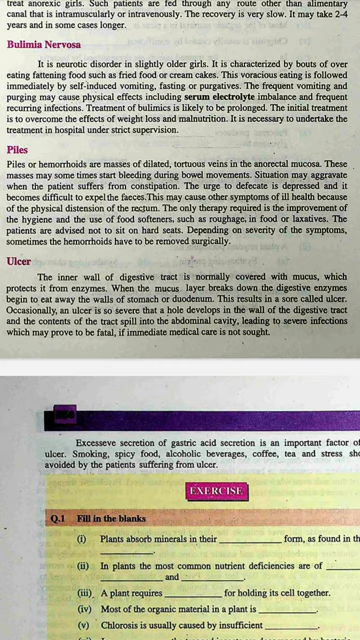 treat anorexic girls. Such patients are fed through any route other than alimentary
canal that is intramuscularly or intravenously. The recovery is very slow. It may take 2-4
years and in some cases longer.
Bulimia Nervosa
It is neurotic disorder in slightly older girls. It is characterized by bouts of over
eating fattening food such as fried food or cream cakes. This voracious eating is followed
immediately by self-induced vomiting, fasting or purgatives. The frequent vomiting and
purging may cause physical effects including serum electrolyte imbalance and frequent
recurring infections. Treatment of bulimics is likely to be prolonged. The initial treatment
is to overcome the effects of weight loss and malnutrition. It is necessary to undertake the
treatment in hospital under strict supervision.
Piles
Piles or hemorrhoids are masses of dilated, tortuous veins in the anorectal mucosa. These
masses may some times start bleeding during bowel movements. Situation may aggravate
when the patient suffers from constipation. The urge to defecate is depressed and it
becomes difficult to expel the faeces.This may cause other symptoms of ill health because
of the physical distension of the rectum. The only therapy required is the improvement of
the hygiene and the use of food softeners, such as roughage, in food or laxatives. The
patients are advised not to sit on hard seats. Depending on severity of the symptoms,
sometimes the hemorrhoids have to be removed surgically.
Ulcer
The inner wall of digestive tract is normally covered with mucus, which
protects it from enzymes. When the mucus layer breaks down the digestive enzymes
begin to eat away the walls of stomach or duodenum. This results in a sore called ulcer.
Occasionally, an ulcer is so severe that a hole develops in the wall of the digestive tract
and the contents of the tract spill into the abdominal cavity, leading to severe infections
which may prove to be fatal, if immediate medical care is not sought.
Excesseve secretion of gastric acid secretion is an important factor of
ulcer. Smoking, spicy food, alcoholic beverages, coffee, tea and stress sho
avoided by the patients suffering from ulcer.
EXERCISE
Q.1 Fill in the blanks
(i) Plants absorb minerals in their __________ form, as found in th
__________.
(ii) In plants the most common nutrient deficiencies are of ______
__________ and __________.
(iii) A plant requires __________ for holding its cell together.
(iv) Most of the organic material in a plant is __________.
(v) Chlorosis is usually caused by insufficient __________.